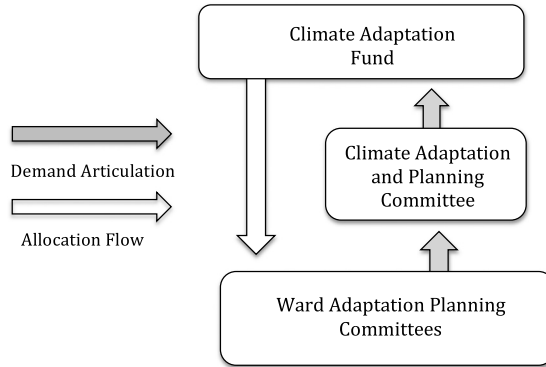 Climate Adaptation
Fund
Climate Adaptation
and Planning
Committee
Demand Articulation
Allocation Flow
Ward Adaptation Planning
Committees